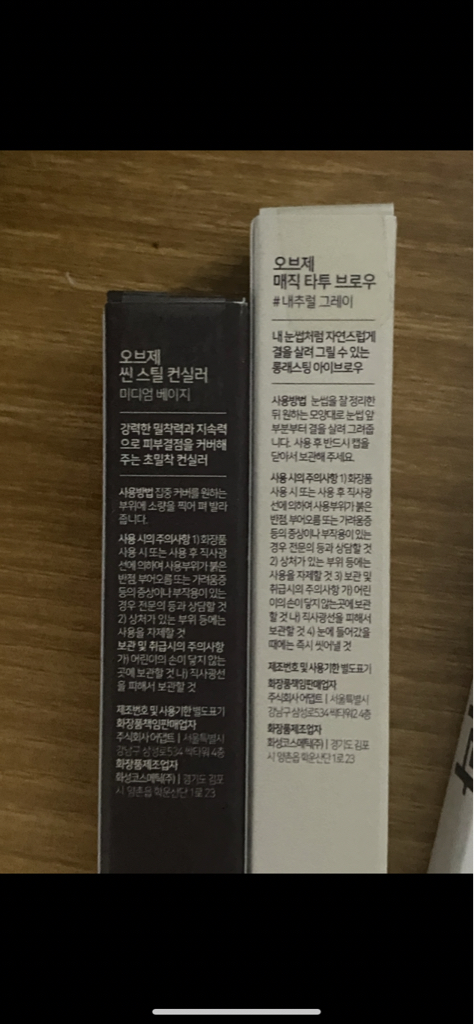 오브제
씬 스틸 컨실러
미디엄 베이지
강력한 밀착력과 지속력
으로 피부결점을 커버해
주는 초밀착 컨실러
사용방법 집중 커버를 원하는
부위에 소량을 찍어 펴 발라
줍니다.
사용 시의 주의사항 1) 화장품
사용 시 또는 사용 후 직사광
선에 의하여 사용부위가 붉은
반점, 부어오름 또는 가려움증
등의 증상이나 부작용이 있는
경우 전문의 등과 상담할 것
2) 상처가 있는 부위 등에는
사용을 자제할 것
보관 및 취급시의 주의사항
가) 어린이의 손이 닿지 않는
곳에 보관할 것 나) 직사광선
을 피해서 보관할 것
제조번호 및 사용기한 별도표기
화장품책임판매업자
주식회사 어댑트 | 서울특별시
강남구 삼성로534 싹타워 4층
화장품제조업자
화성코스메틱(주) | 경기도 김포
시 양촌읍 학운산단 1로 23
오브제
매직 타투 브로우
# 내추럴 그레이
내 눈썹처럼 자연스럽게
결을 살려 그릴 수 있는
롱래스팅 아이브로우
사용방법 눈썹을 잘 정리한
뒤 원하는 모양대로 눈썹 앞
부분부터 결을 살려 그려줍
니다. 사용 후 반드시 캡을
닫아서 보관해 주세요.
사용 시의 주의사항 1) 화장품
사용 시 또는 사용 후 직사광
선에 의하여 사용부위가 붉은
반점, 부어오름 또는 가려움증
등의 증상이나 부작용이 있는
경우 전문의 등과 상담할 것
2) 상처가 있는 부위 등에는
사용을 자제할 것 3) 보관 및
취급시의 주의사항 가) 어린
이의 손이 닿지 않는 곳에 보관
할 것 나) 직사광선을 피해서
보관할 것 4) 눈에 들어갔을
때에는 즉시 씻어낼 것
제조번호 및 사용기한 별도표기
화장품책임판매업자
주식회사 어댑트 | 서울특별시
강남구 삼성로534 싹타워2 4층
화장품제조업자
화성코스메틱(주) | 경기도 김포
시 양촌읍 학운산단 1로 23